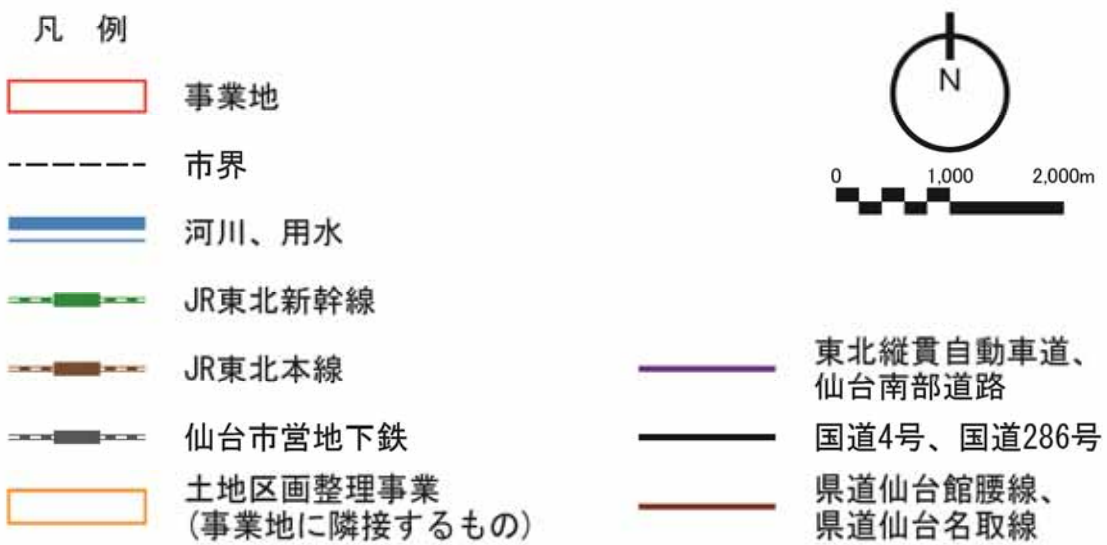 凡 例
事業地
市界
河川、用水
JR東北新幹線
JR東北本線
仙台市営地下鉄
土地区画整理事業
(事業地に隣接するもの)
N
0 1,000 2,000m
東北縦貫自動車道、
仙台南部道路
国道4号、国道286号
県道仙台館腰線、
県道仙台名取線